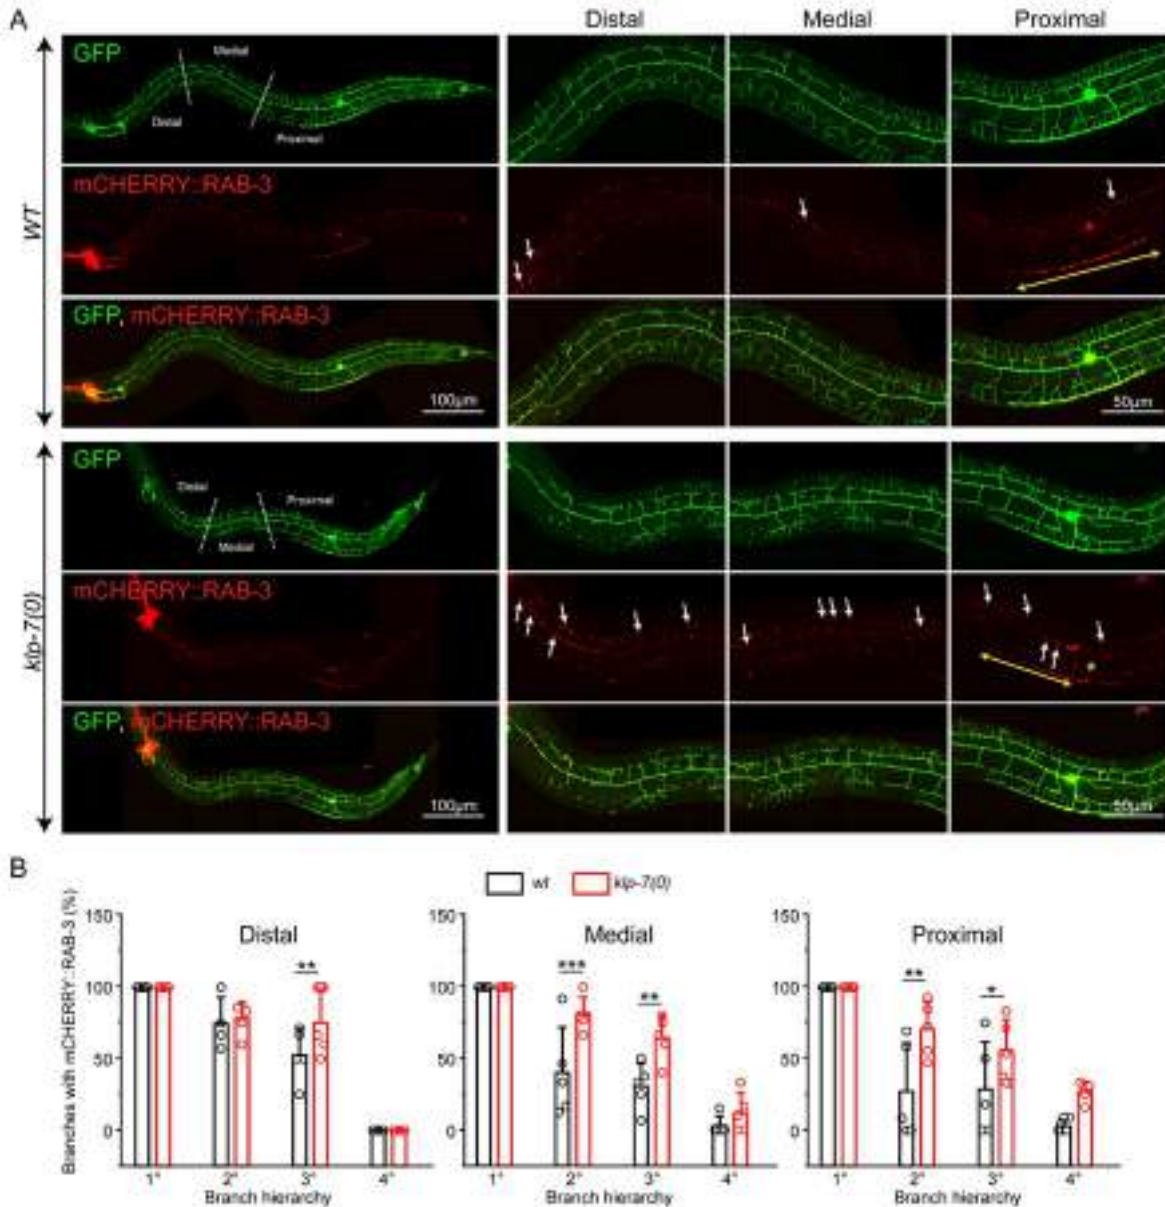 A
Distal Medial Proximal
WT
GFP
Medial
Distal
Proximal
mCHERRY::RAB-3
GFP, mCHERRY::RAB-3
100µm
50µm
klp-7(0)
GFP
Distal
Proximal
Medial
mCHERRY::RAB-3
GFP, mCHERRY::RAB-3
100µm
50µm
B
wt klp-7(0)
Branches with mCHERRY::RAB-3 (%)
Distal
150
100
50
0
**
1° 2° 3° 4°
Branch hierarchy
Medial
150
100
50
0
***
**
1° 2° 3° 4°
Branch hierarchy
Proximal
150
100
50
0
**
*
1° 2° 3° 4°
Branch hierarchy